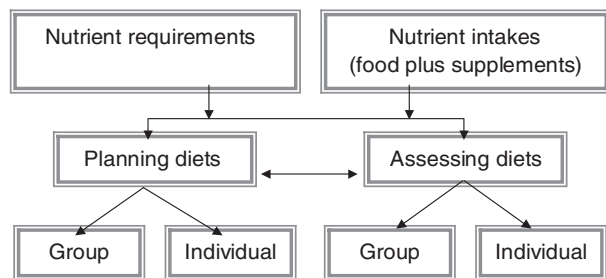 Nutrient requirements
Nutrient intakes
(food plus supplements)
Planning diets
Assessing diets
Group
Individual
Group
Individual